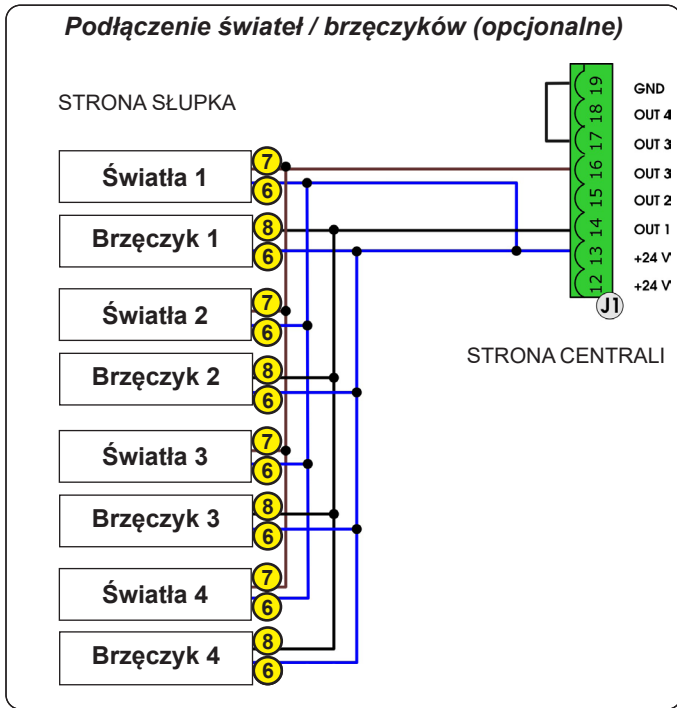 Podłączenie świateł / brzęczyków (opcjonalne)
STRONA SŁUPKA
Światła 1
7
6
Brzęczyk 1
8
6
Światła 2
7
6
Brzęczyk 2
8
6
Światła 3
7
6
Brzęczyk 3
8
6
Światła 4
7
6
Brzęczyk 4
8
6
19 GND
18 OUT 4
17 OUT 3
16 OUT 3
15 OUT 2
14 OUT 1
13 +24 V
12 +24 V
J1
STRONA CENTRALI